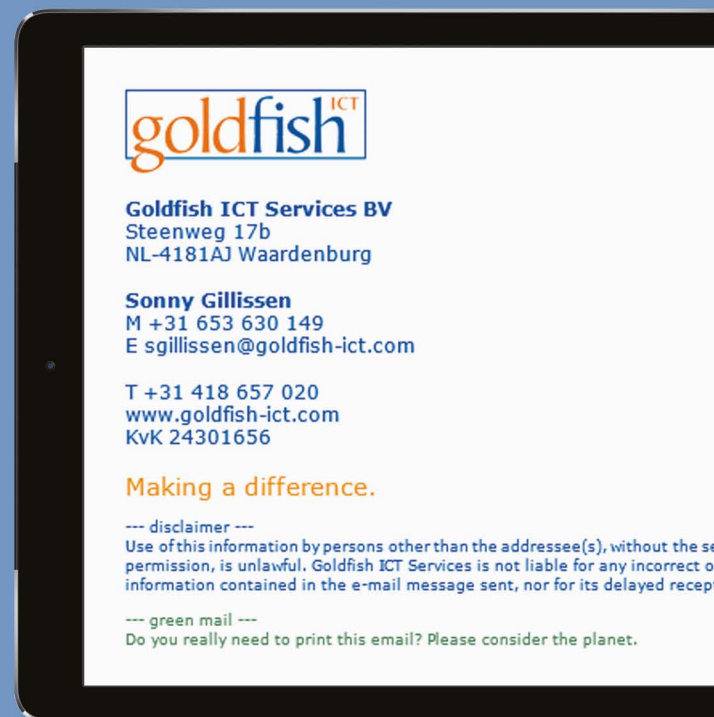 goldfish ICT
Goldfish ICT Services BV
Steenweg 17b
NL-4181AJ Waardenburg
Sonny Gillissen
M +31 653 630 149
E sgillissen@goldfish-ict.com
T +31 418 657 020
www.goldfish-ict.com
KvK 24301656
Making a difference.
--- disclaimer ---
Use of this information by persons other than the addressee(s), without the se
permission, is unlawful. Goldfish ICT Services is not liable for any incorrect o
information contained in the e-mail message sent, nor for its delayed recept
--- green mail ---
Do you really need to print this email? Please consider the planet.